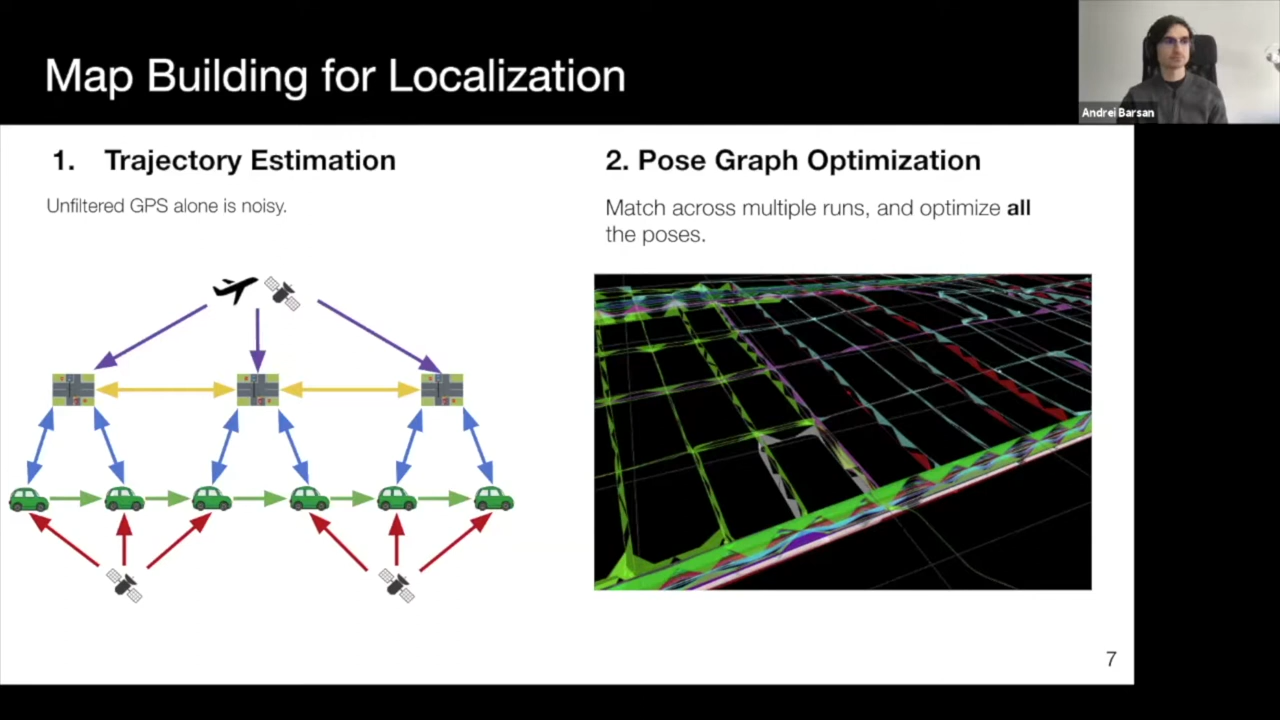 Map Building for Localization
Andrei Barsan
1. Trajectory Estimation
Unfiltered GPS alone is noisy.
2. Pose Graph Optimization
Match across multiple runs, and optimize all
the poses.
7